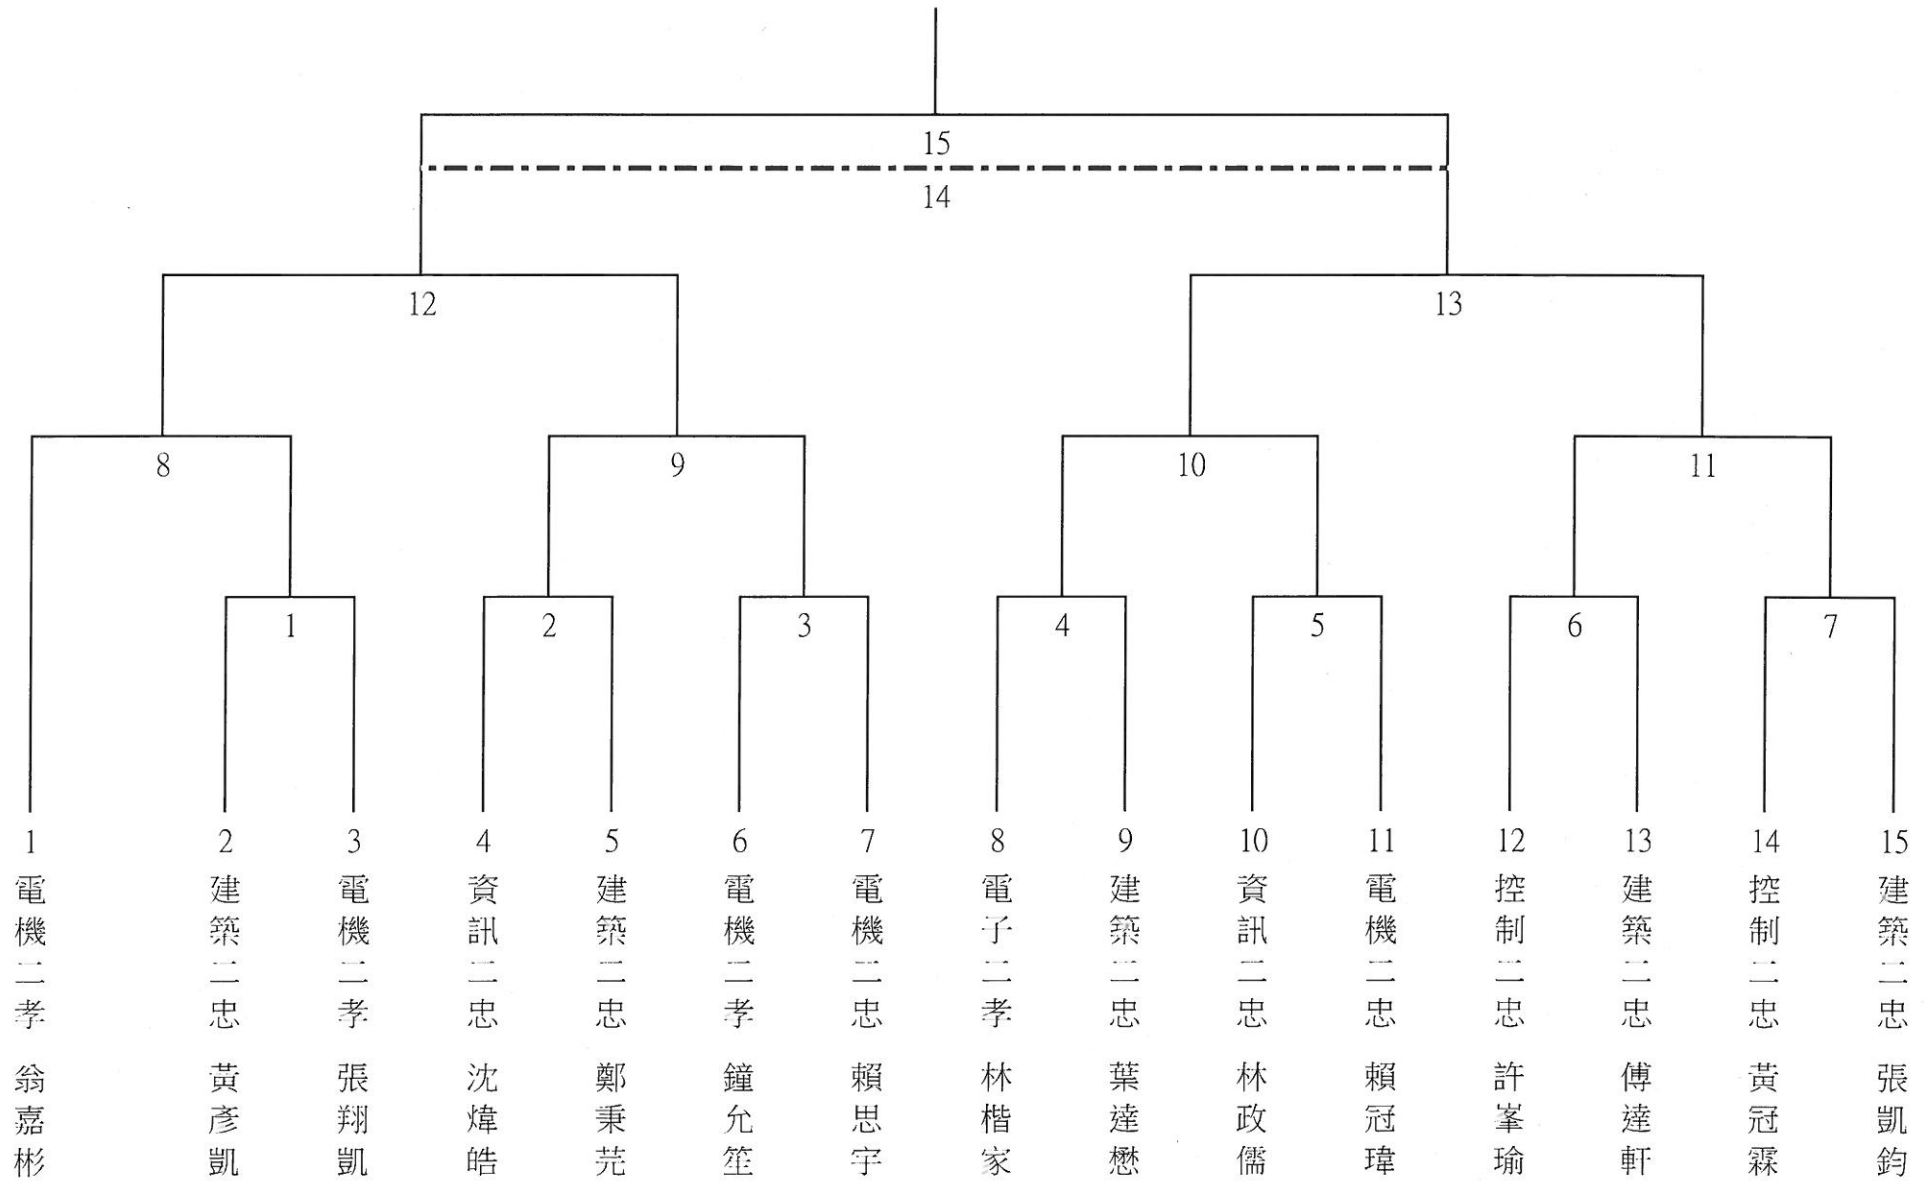 15
14
12
13
8
9
10
11
1
2
3
4
5
6
7
1
電機二孝
翁嘉彬
2
建築二忠
黃彥凱
3
電機二孝
張翔凱
4
資訊二忠
沈煒皓
5
建築二忠
鄭秉芫
6
電機二孝
鐘允笙
7
電機二忠
賴思宇
8
電子二孝
林楷家
9
建築二忠
葉達懋
10
資訊二忠
林政儒
11
電機二忠
賴冠瑋
12
控制二忠
許峯瑜
13
建築二忠
傅達軒
14
控制二忠
黃冠霖
15
建築二忠
張凱鈞